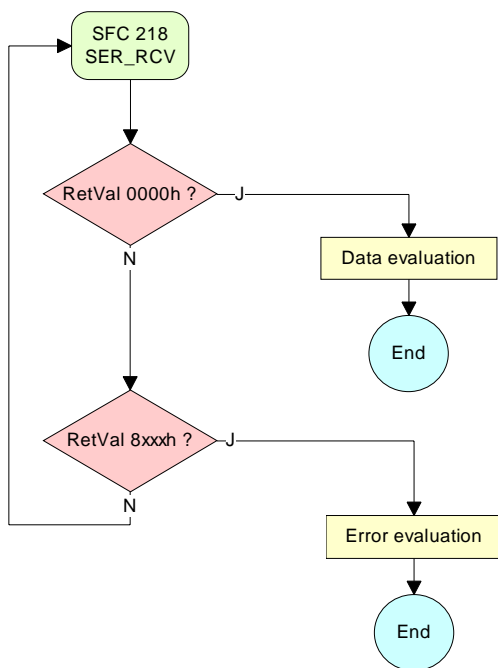 SFC 218
SER_RCV
RetVal 0000h ?
J
N
Data evaluation
End
RetVal 8xxxh ?
J
N
Error evaluation
End